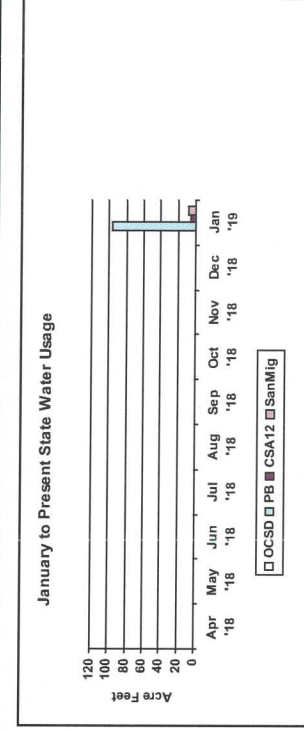 January to Present State Water Usage
Acre Feet
120
100
80
60
40
20
0
Apr '18
May '18
Jun '18
Jul '18
Aug '18
Sep '18
Oct '18
Nov '18
Dec '18
Jan '19
OCSD PB CSA12 SanMig